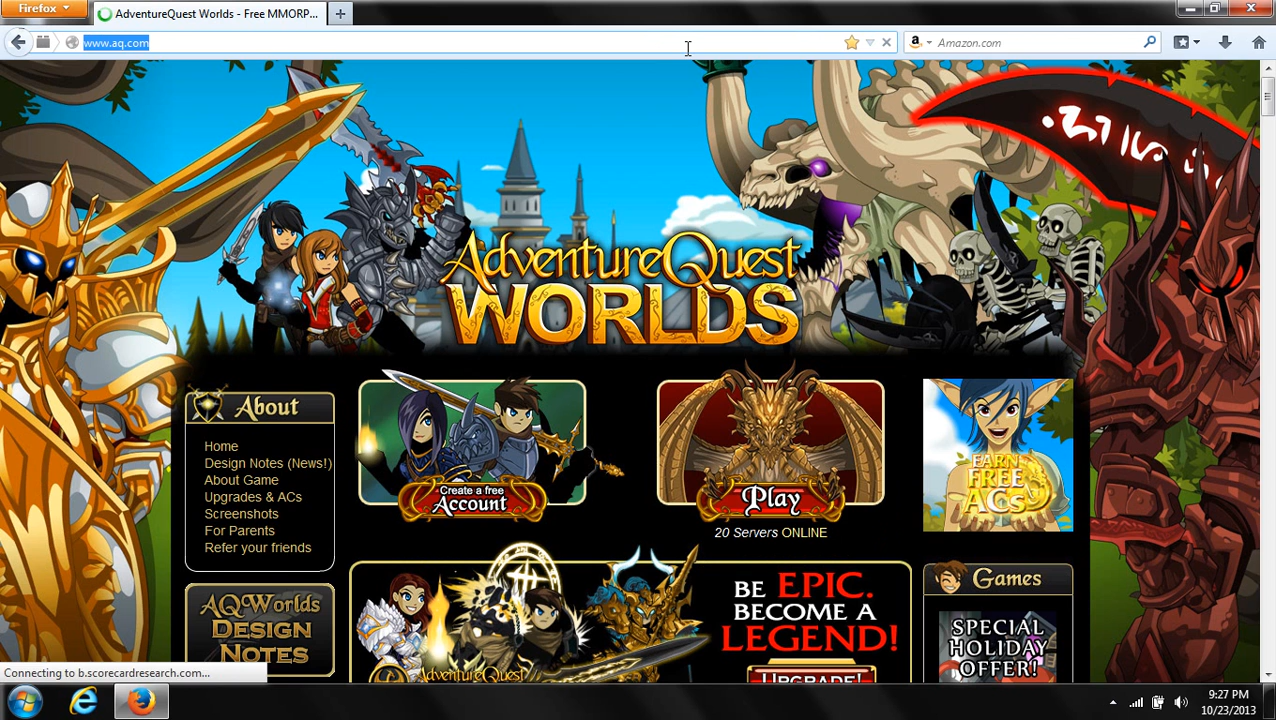 Firefox
AdventureQuest Worlds - Free MMORP...
www.aq.com
Amazon.com
AdventureQuest
WORLDS
About
Home
Design Notes (News!)
About Game
Upgrades & ACs
Screenshots
For Parents
Refer your friends
AQWorlds
DESIGN
NOTES
Create a free
Account
Play
20 Servers ONLINE
EARN
FREE
ACs
BE EPIC.
BECOME A
LEGEND!
UPGRADE!
AdventureQuest
Games
SPECIAL
HOLIDAY
OFFER!
Connecting to b.scorecardresearch.com...
9:27 PM
10/23/2013